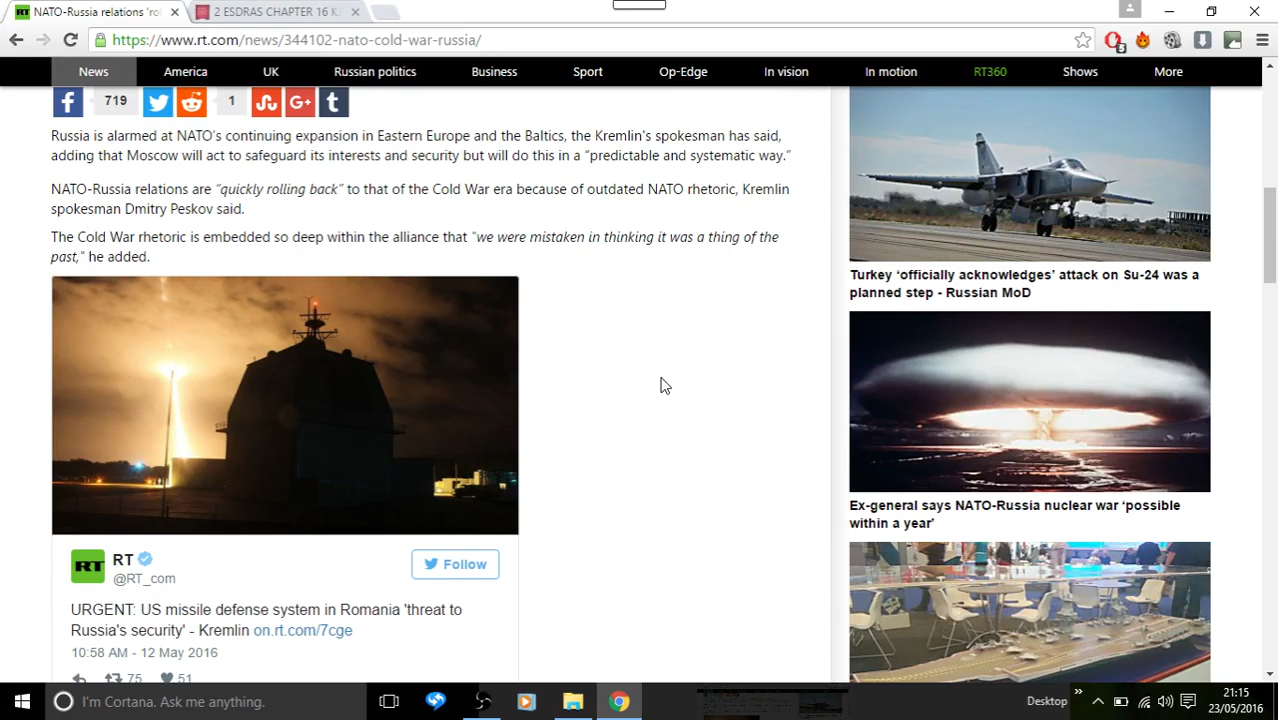 NATO-Russia relations 'ro
2 ESDRAS CHAPTER 16 K
https://www.rt.com/news/344102-nato-cold-war-russia/
5
News America UK Russian politics Business Sport Op-Edge In vision In motion RT360 Shows More
719 1
Russia is alarmed at NATO's continuing expansion in Eastern Europe and the Baltics, the Kremlin's spokesman has said,
adding that Moscow will act to safeguard its interests and security but will do this in a “predictable and systematic way.”
NATO-Russia relations are “quickly rolling back” to that of the Cold War era because of outdated NATO rhetoric, Kremlin
spokesman Dmitry Peskov said.
The Cold War rhetoric is embedded so deep within the alliance that “we were mistaken in thinking it was a thing of the
past,” he added.
RT
RT
@RT_com
Follow
URGENT: US missile defense system in Romania 'threat to
Russia's security' - Kremlin on.rt.com/7cge
10:58 AM - 12 May 2016
75 51
Turkey ‘officially acknowledges’ attack on Su-24 was a
planned step - Russian MoD
Ex-general says NATO-Russia nuclear war ‘possible
within a year’
I'm Cortana. Ask me anything.
Desktop
21:15
23/05/2016